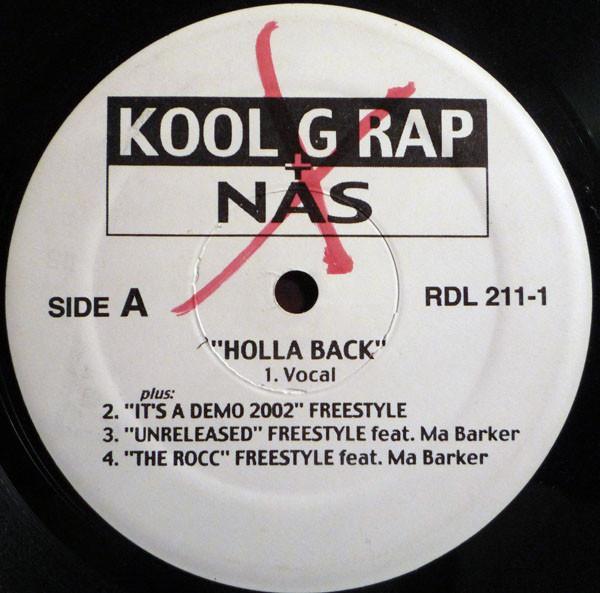 KOOL G RAP
+
NAS
SIDE A
RDL 211-1
"HOLLA BACK"
1. Vocal
plus:
2. "IT'S A DEMO 2002" FREESTYLE
3. "UNRELEASED" FREESTYLE feat. Ma Barker
4. "THE ROCC" FREESTYLE feat. Ma Barker